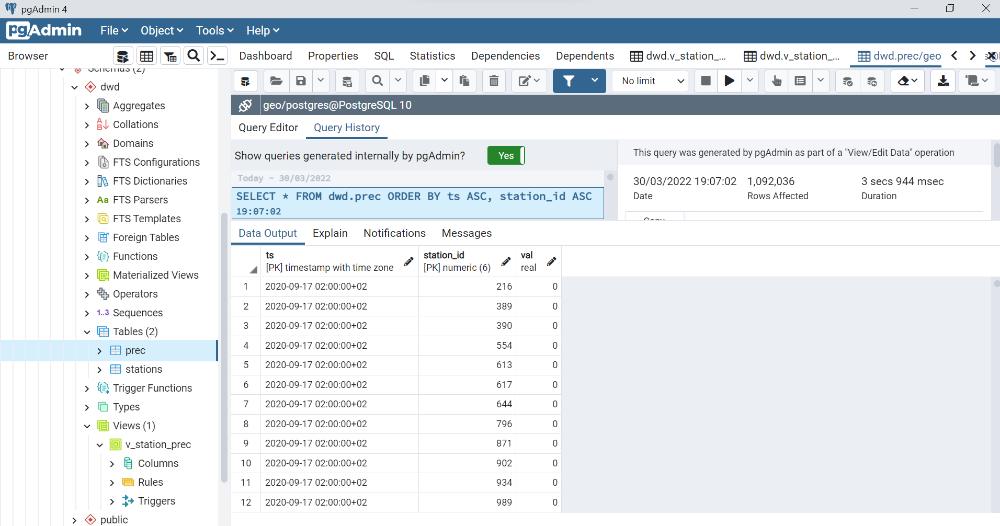 pgAdmin 4
pgAdmin File Object Tools Help
Browser
Dashboard Properties SQL Statistics Dependencies Dependents dwd.v_station_... dwd.v_station_... dwd.prec/geo
No limit
geo/postgres@PostgreSQL 10
Query Editor Query History
Show queries generated internally by pgAdmin? Yes
Today - 30/03/2022
SELECT * FROM dwd.prec ORDER BY ts ASC, station_id ASC
19:07:02
This query was generated by pgAdmin as part of a "View/Edit Data" operation
30/03/2022 19:07:02 1,092,036 3 secs 944 msec
Date Rows Affected Duration
Copy
Schemas (2)
dwd
Aggregates
Collations
Domains
FTS Configurations
FTS Dictionaries
Aa FTS Parsers
FTS Templates
Foreign Tables
Functions
Materialized Views
Operators
1..3 Sequences
Tables (2)
prec
stations
Trigger Functions
Types
Views (1)
v_station_prec
Columns
Rules
Triggers
public
Data Output Explain Notifications Messages
ts station_id val
[PK] timestamp with time zone [PK] numeric (6) real
1 2020-09-17 02:00:00+02 216 0
2 2020-09-17 02:00:00+02 389 0
3 2020-09-17 02:00:00+02 390 0
4 2020-09-17 02:00:00+02 554 0
5 2020-09-17 02:00:00+02 613 0
6 2020-09-17 02:00:00+02 617 0
7 2020-09-17 02:00:00+02 644 0
8 2020-09-17 02:00:00+02 796 0
9 2020-09-17 02:00:00+02 871 0
10 2020-09-17 02:00:00+02 902 0
11 2020-09-17 02:00:00+02 934 0
12 2020-09-17 02:00:00+02 989 0